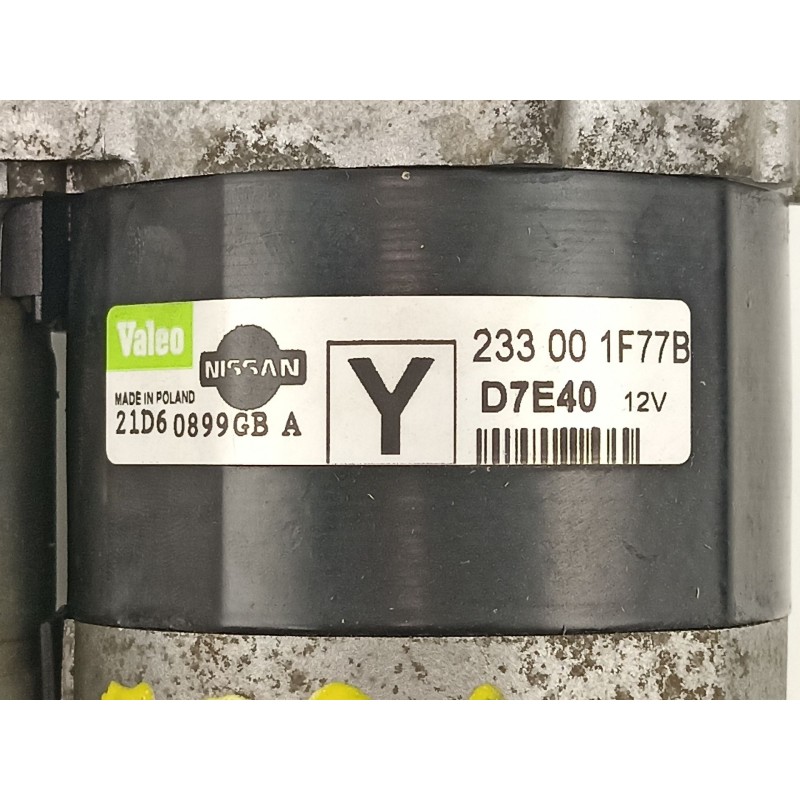 Valeo
NISSAN
MADE IN POLAND
21D6 0899GB A
Y
233 00 1F77B
D7E40 12V